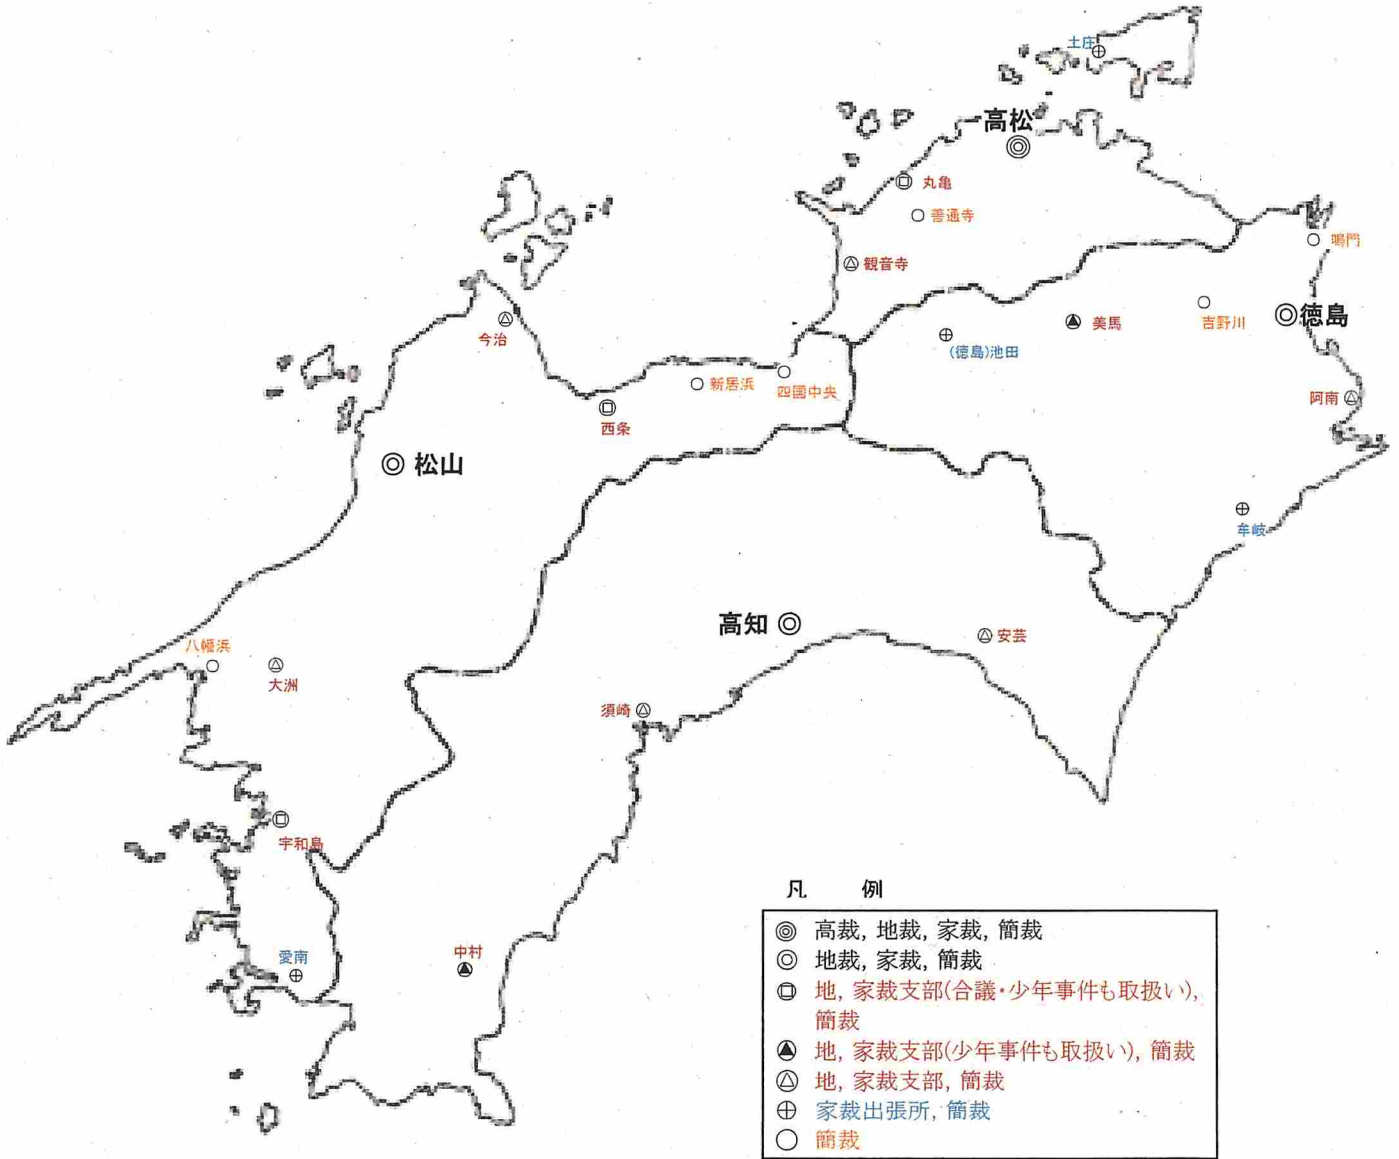 土庄
高松
丸亀
善通寺
鳴門
観音寺
今治
美馬
吉野川
徳島
(徳島)池田
新居浜
四国中央
西条
阿南
松山
牟岐
高知
安芸
八幡浜
大洲
須崎
宇和島
愛南
中村
凡 例
高裁, 地裁, 家裁, 簡裁
地裁, 家裁, 簡裁
地, 家裁支部(合議・少年事件も取扱い),
簡裁
地, 家裁支部(少年事件も取扱い), 簡裁
地, 家裁支部, 簡裁
家裁出張所, 簡裁
簡裁